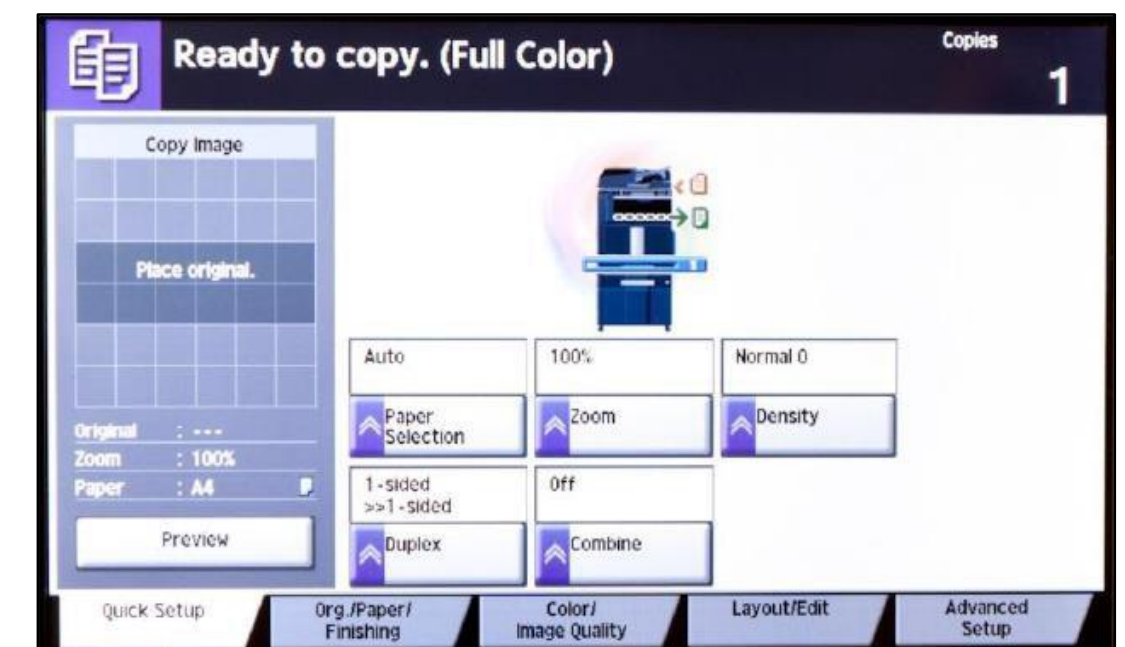 Ready to copy. (Full Color)
Copies
1
Copy Image
Place original.
Original : ---
Zoom : 100%
Paper : A4
Preview
Auto
Paper
Selection
100%
Zoom
Normal 0
Density
1-sided
>>1-sided
Duplex
Off
Combine
1
Quick Setup
Org./Paper/
Finishing
Color/
Image Quality
Layout/Edit
Advanced
Setup